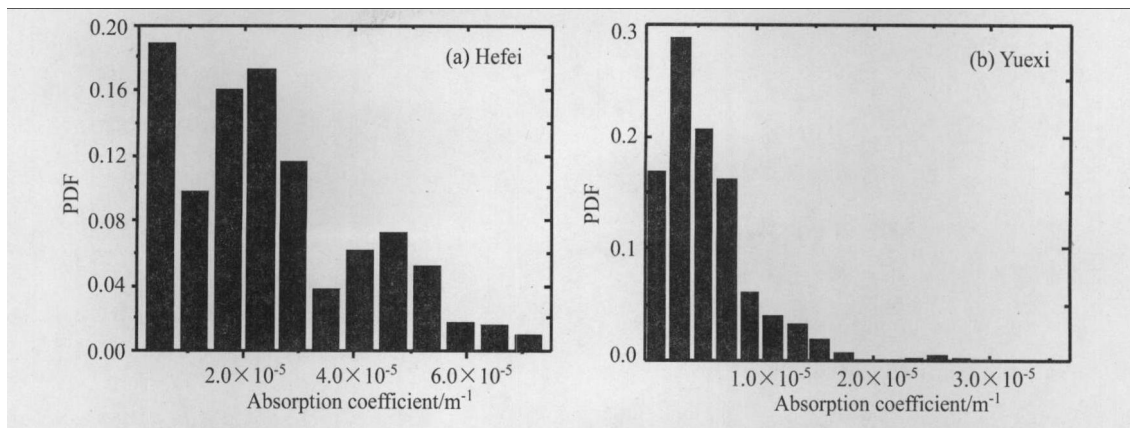 (a) Hefei
0.20
0.16
0.12
0.08
0.04
0.00
PDF
2.0×10⁻⁵
4.0×10⁻⁵
6.0×10⁻⁵
Absorption coefficient/m⁻¹
(b) Yuexi
0.3
0.2
0.1
0.0
PDF
1.0×10⁻⁵
2.0×10⁻⁵
3.0×10⁻⁵
Absorption coefficient/m⁻¹